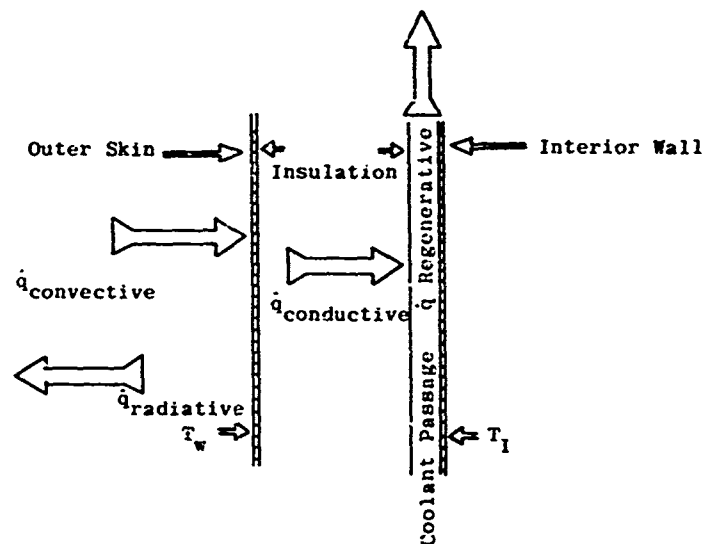 Outer Skin
Insulation
Interior Wall
q̇convective
q̇conductive
q̇radiative
Tw
TI
Coolant Passage q̇ Regenerative